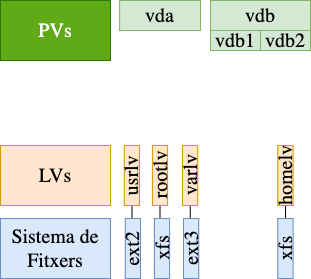 PVs
vda
vdb
vdb1
vdb2
LVs
usrlv
rootlv
varlv
homelv
Sistema de
Fitxers
ext2
xfs
ext3
xfs